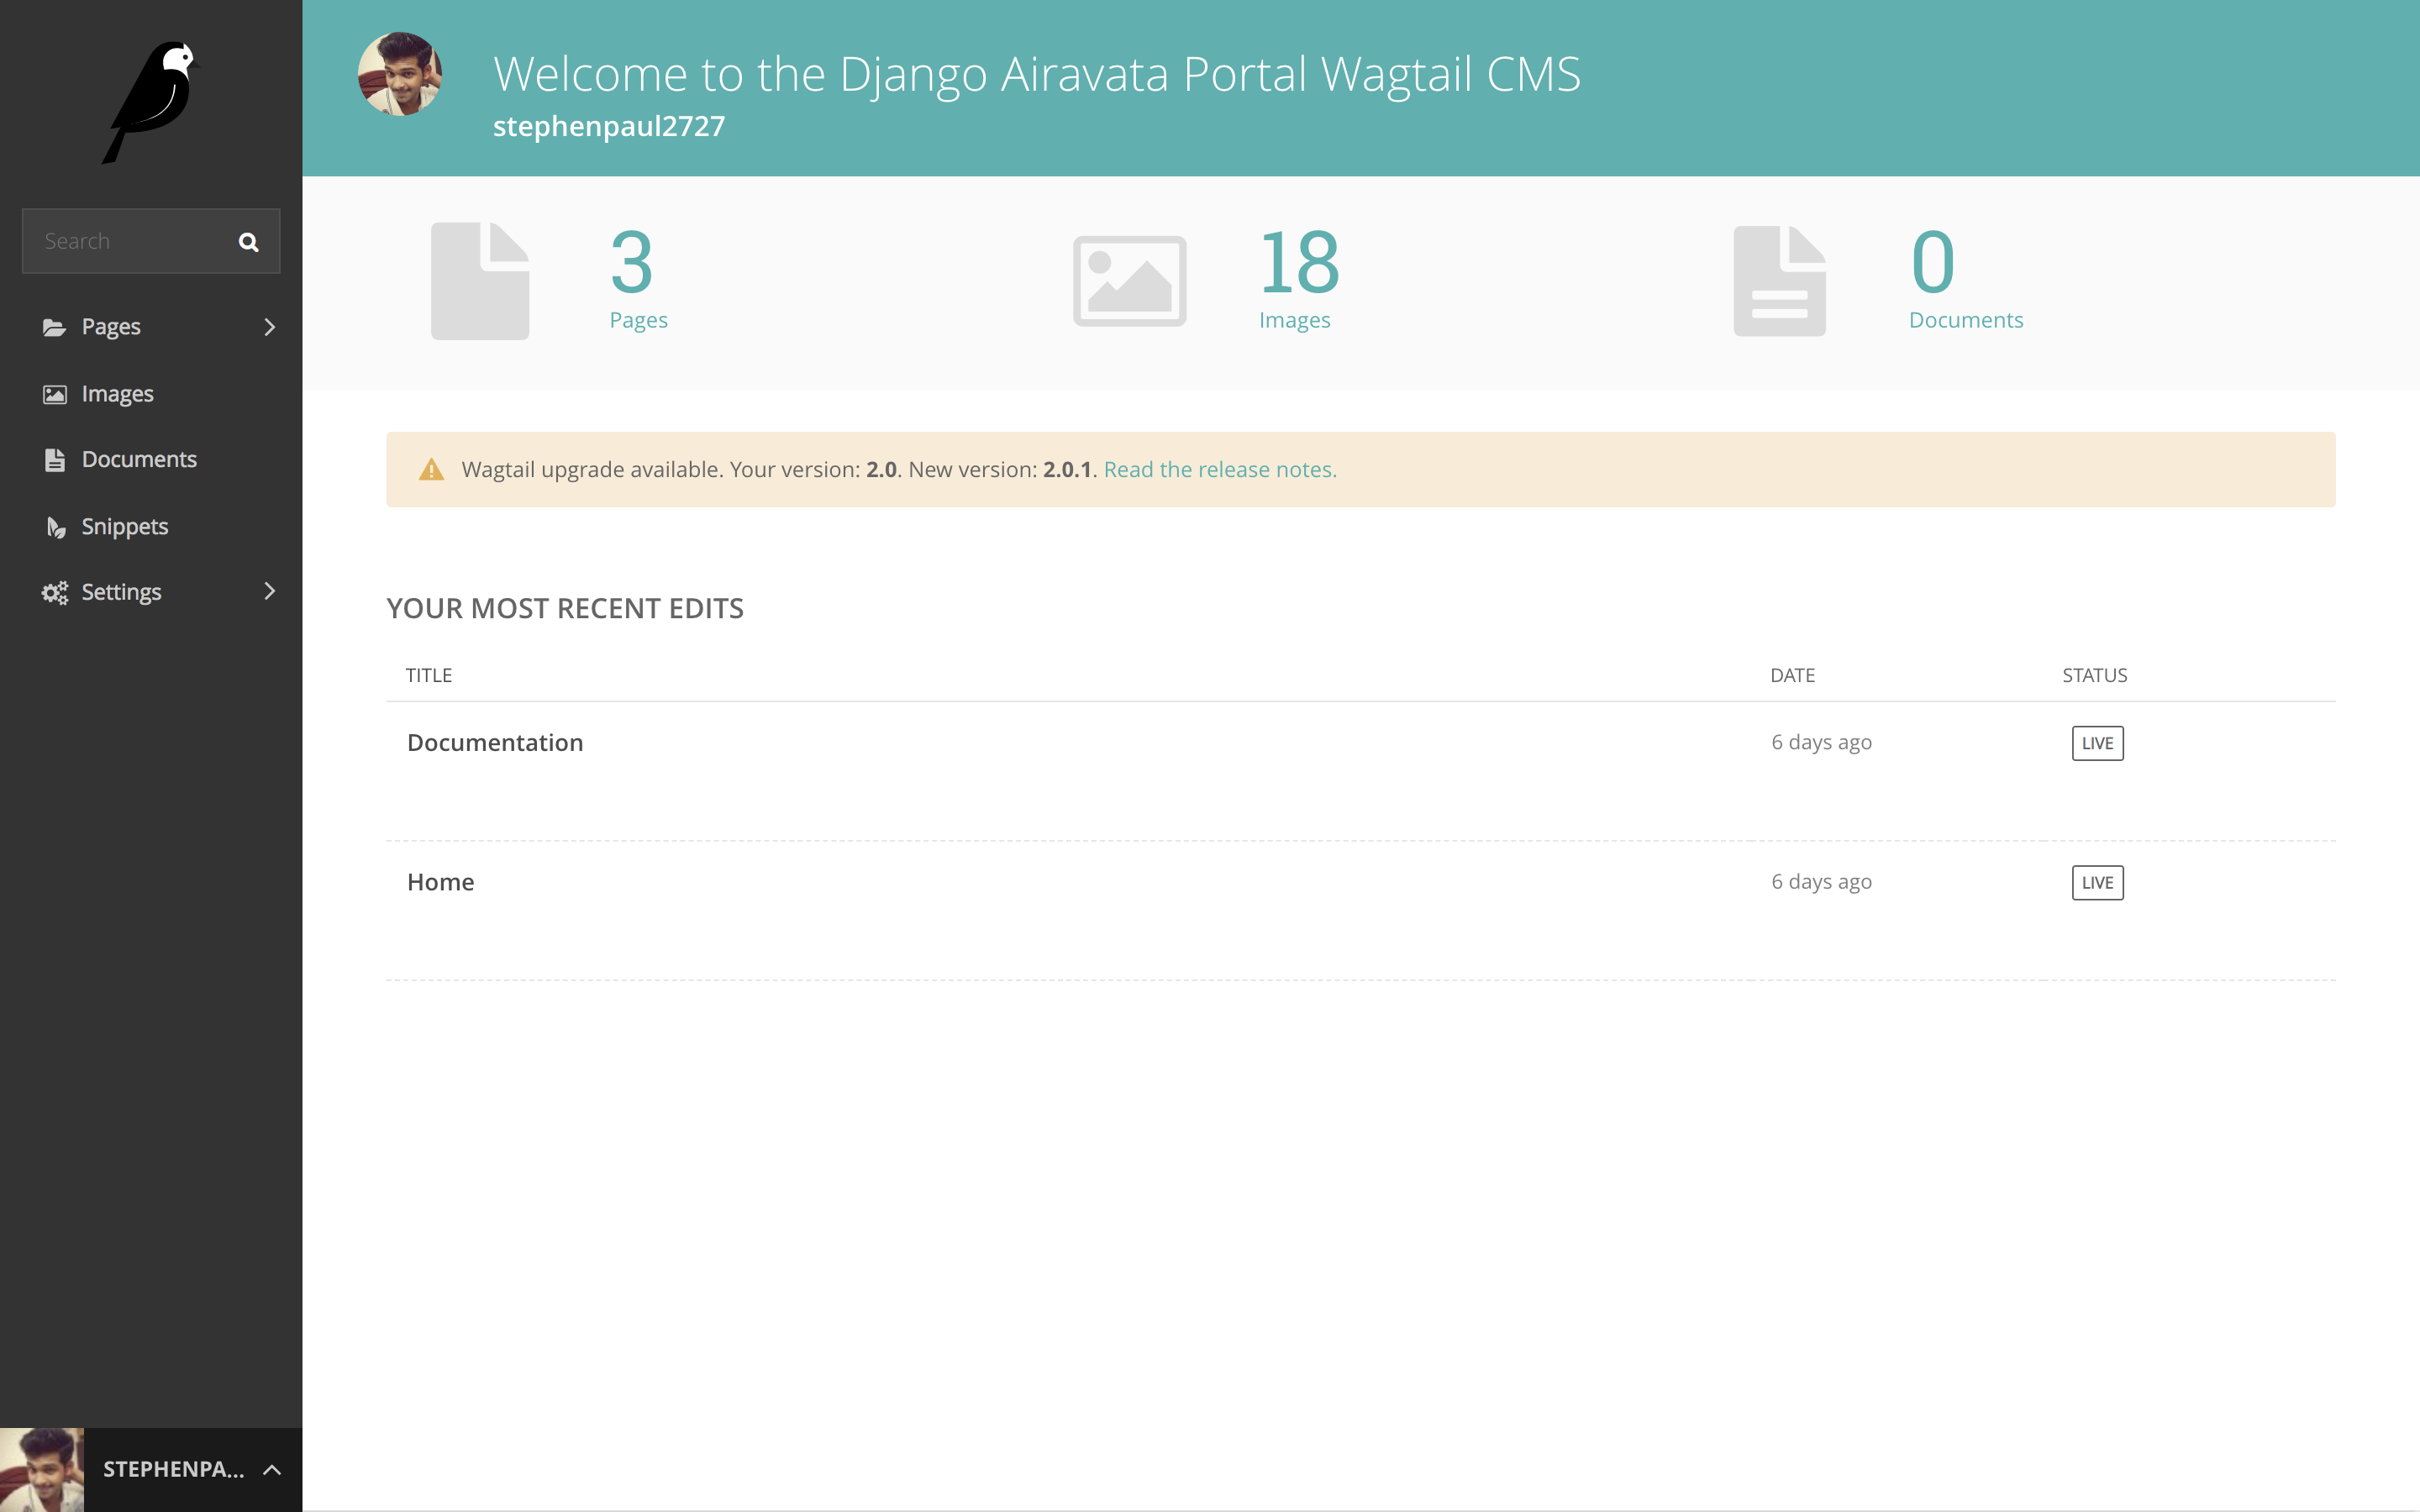 Welcome to the Django Airavata Portal Wagtail CMS
stephenpaul2727
Search
Pages
Images
Documents
Snippets
Settings
STEPHENPA...
3
Pages
18
Images
0
Documents
Wagtail upgrade available. Your version: 2.0. New version: 2.0.1. Read the release notes.
YOUR MOST RECENT EDITS
TITLE DATE STATUS
Documentation 6 days ago LIVE
Home 6 days ago LIVE